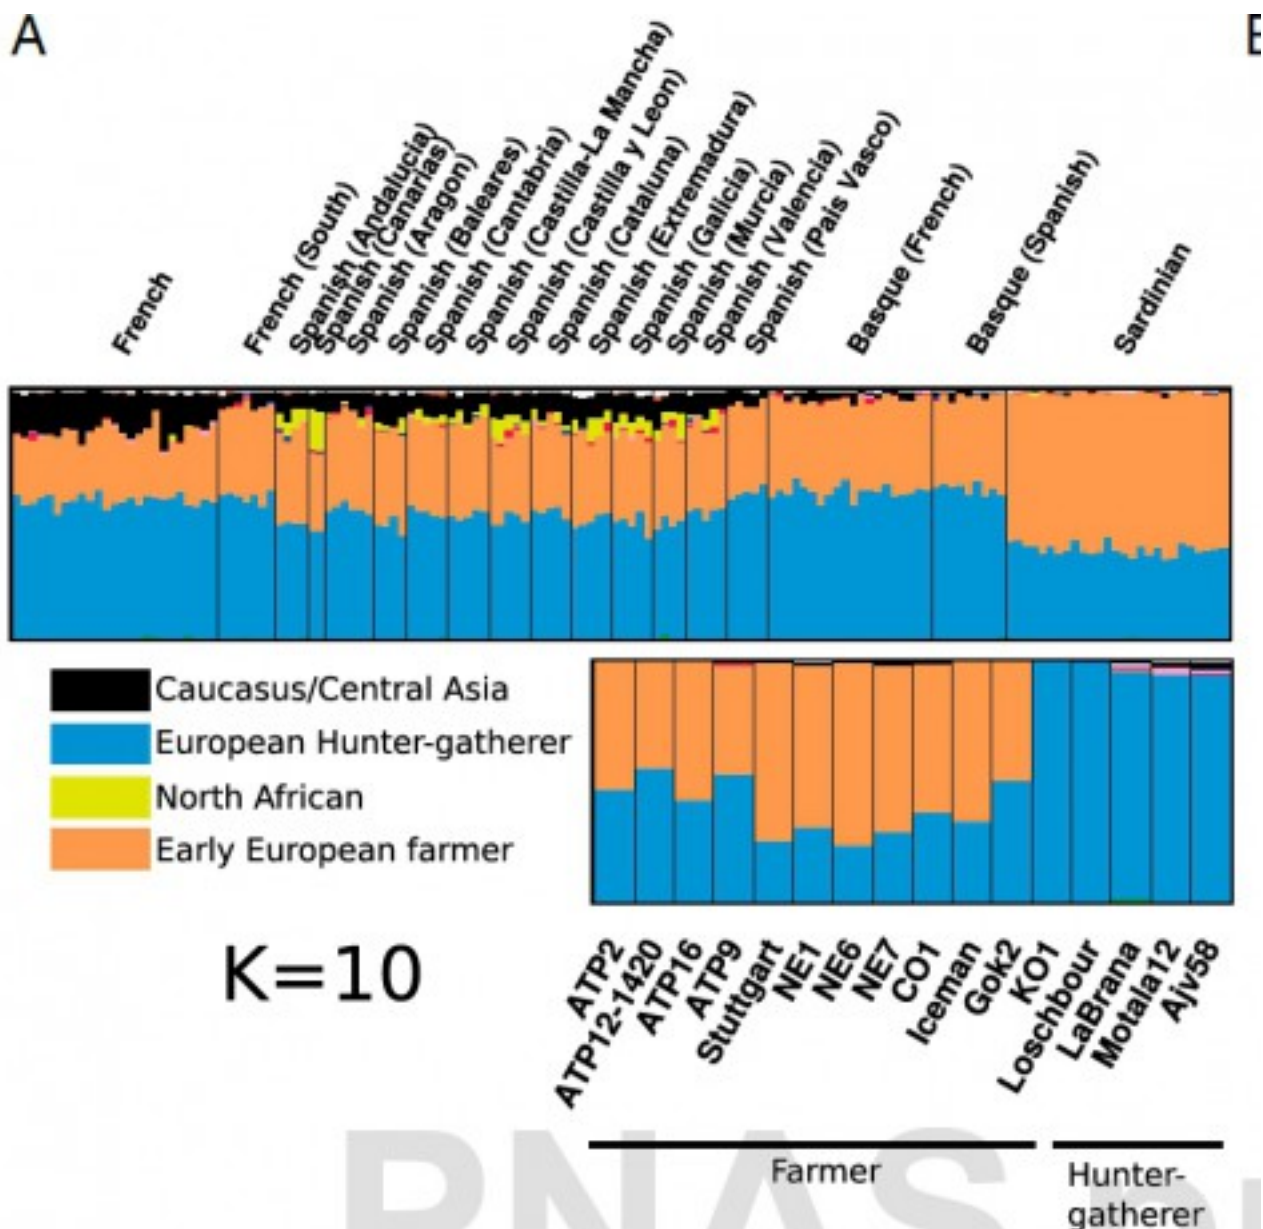 A
French
French (South)
Spanish (Andalucia)
Spanish (Canarias)
Spanish (Aragon)
Spanish (Baleares)
Spanish (Cantabria)
Spanish (Castilla-La Mancha)
Spanish (Castilla y Leon)
Spanish (Cataluna)
Spanish (Extremadura)
Spanish (Galicia)
Spanish (Murcia)
Spanish (Valencia)
Spanish (Pais Vasco)
Basque (French)
Basque (Spanish)
Sardinian
Caucasus/Central Asia
European Hunter-gatherer
North African
Early European farmer
K=10
ATP2
ATP12-1420
ATP16
ATP9
Stuttgart
NE1
NE6
NE7
CO1
Iceman
Gok2
KO1
Loschbour
LaBrana
Motala12
Ajv58
Farmer
Hunter-
gatherer
PNAS